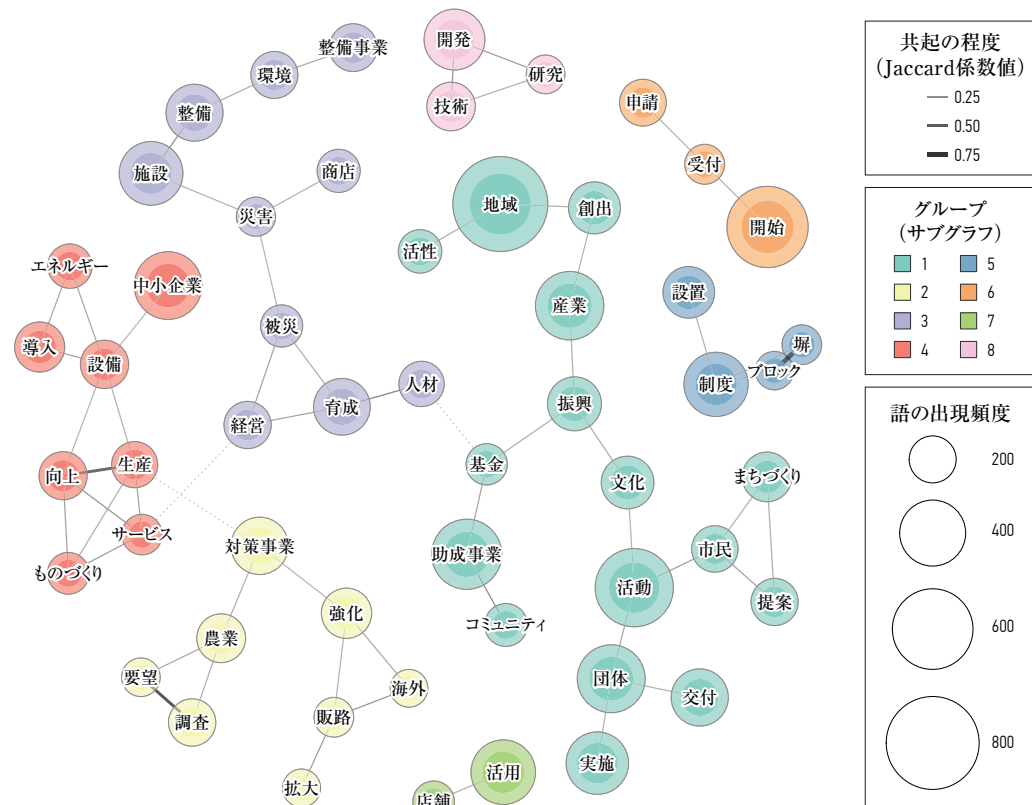 整備事業
開発
環境
研究
整備
技術
申請
施設
商店
受付
災害
地域
創出
開始
活性
エネルギー
中小企業
設置
産業
導入
被災
設備
塀
ブロック
制度
人材
育成
振興
経営
向上
生産
基金
文化
まちづくり
サービス
対策事業
助成事業
市民
ものづくり
活動
提案
強化
コミュニティ
農業
要望
海外
団体
調査
販路
交付
実施
活用
拡大
店舗
共起の程度
(Jaccard係数値)
0.25
0.50
0.75
グループ
(サブグラフ)
1
5
2
6
3
7
4
8
語の出現頻度
200
400
600
800